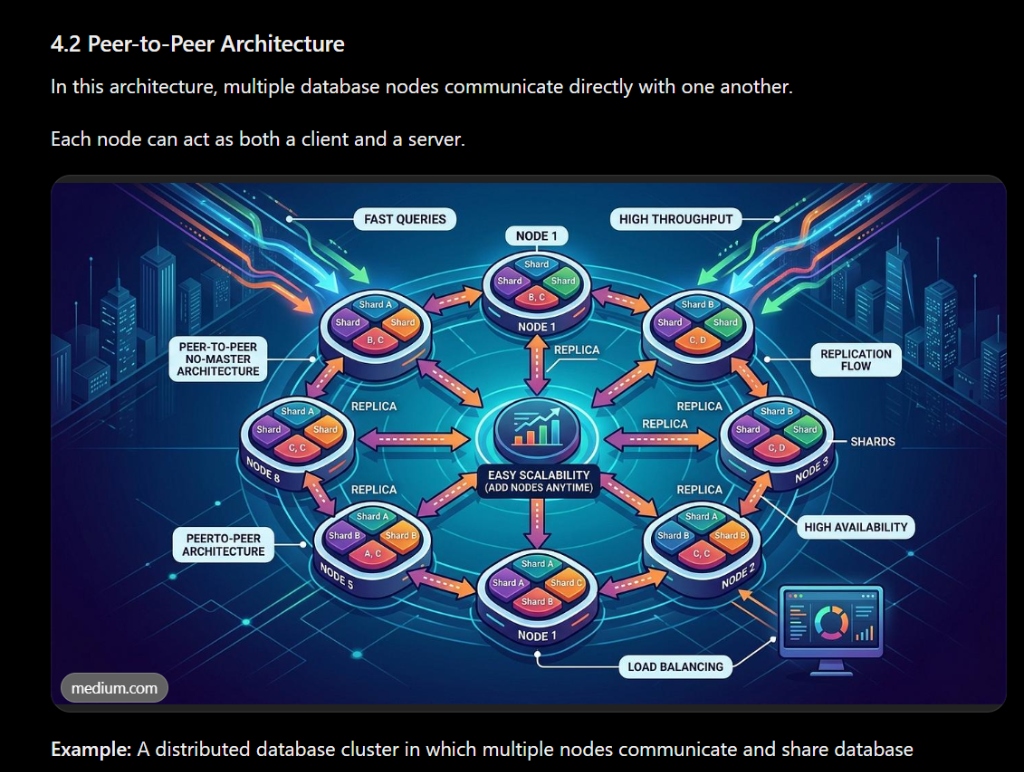 4.2 Peer-to-Peer Architecture
In this architecture, multiple database nodes communicate directly with one another.
Each node can act as both a client and a server.
FAST QUERIES
HIGH THROUGHPUT
NODE 1
Shard
Shard
Shard
B, C
NODE 1
Shard A
Shard
Shard
B, C
Shard B
Shard
Shard
C, D
PEER-TO-PEER
NO-MASTER
ARCHITECTURE
REPLICA
REPLICATION
FLOW
REPLICA
REPLICA
REPLICA
Shard A
Shard
Shard
C, C
NODE 8
Shard B
Shard
Shard
C, D
NODE 3
SHARDS
EASY SCALABILITY
(ADD NODES ANYTIME)
REPLICA
REPLICA
PEERTO-PEER
ARCHITECTURE
HIGH AVAILABILITY
Shard A
Shard B
Shard B
A, C
NODE 5
Shard A
Shard B
Shard B
C, C
NODE 2
Shard A
Shard A
Shard C
Shard B
NODE 1
LOAD BALANCING
medium.com
Example: A distributed database cluster in which multiple nodes communicate and share database